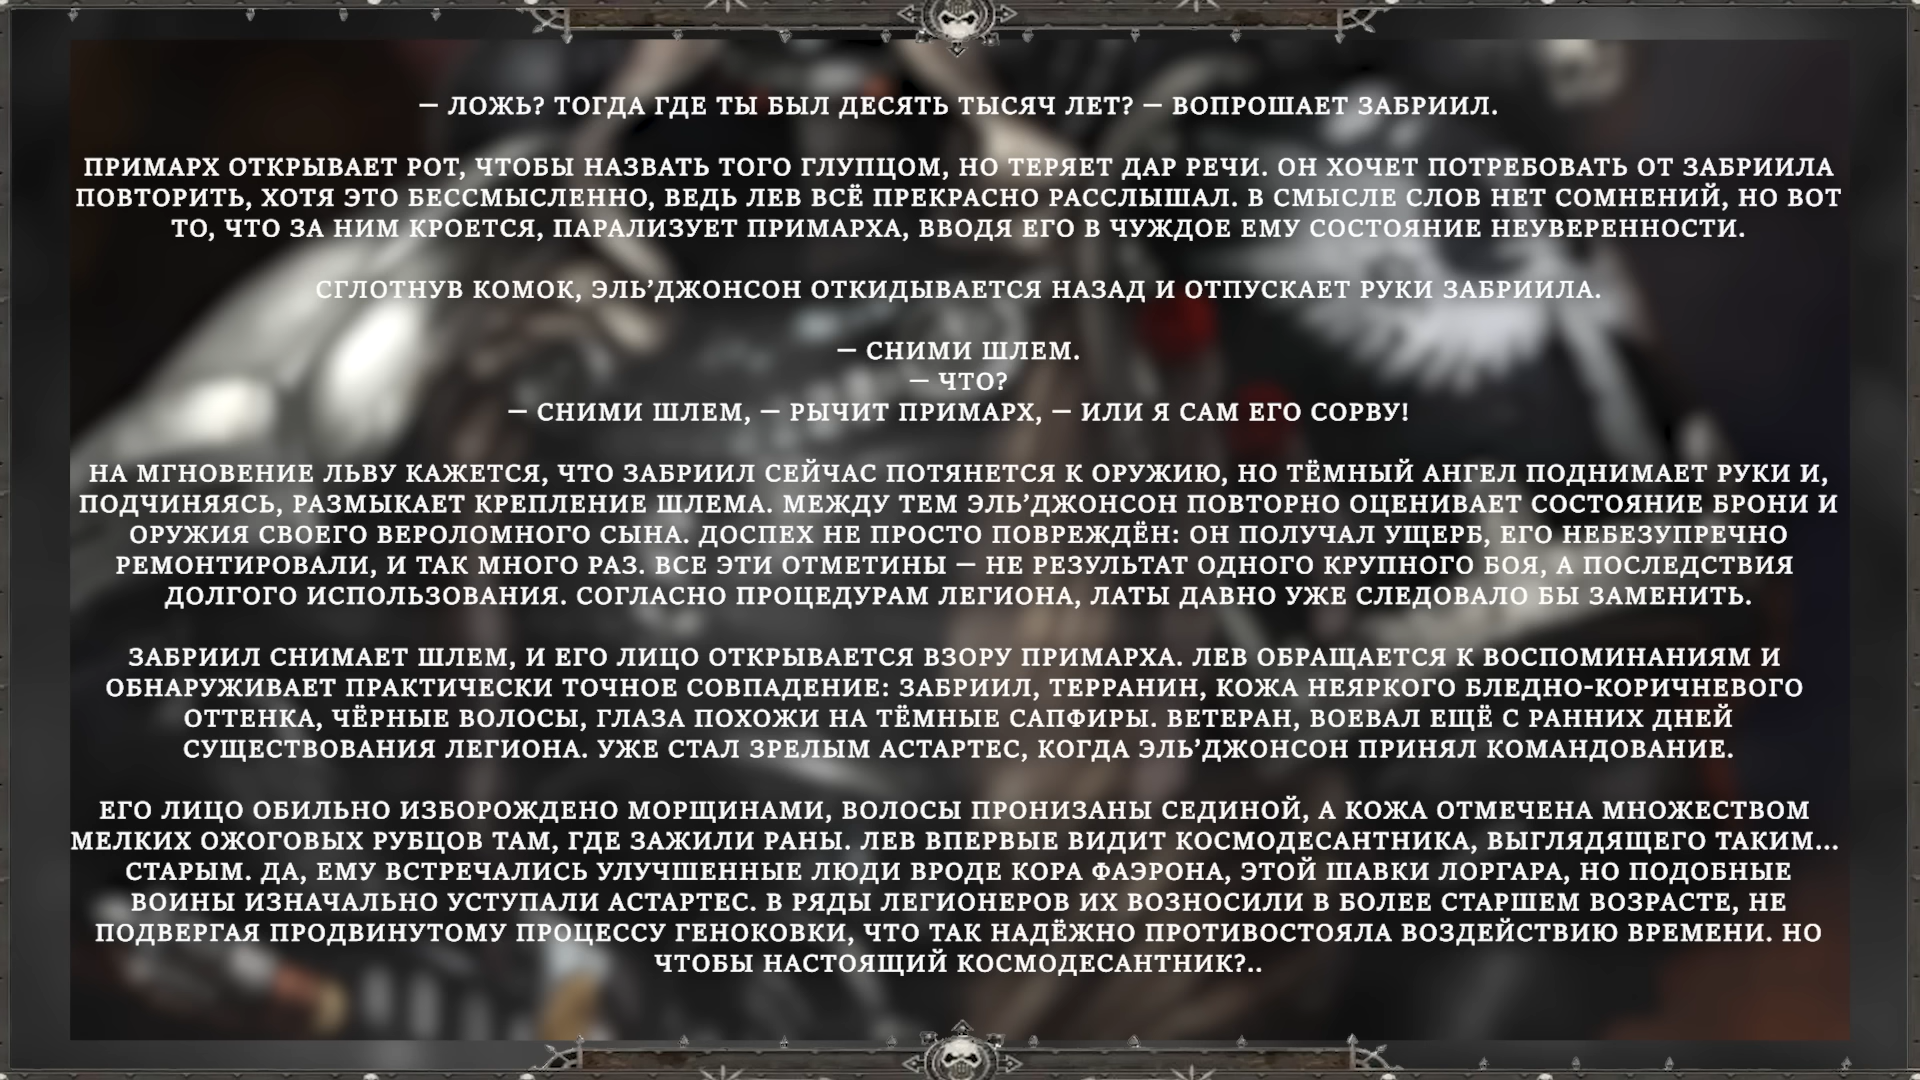 — ЛОЖЬ? ТОГДА ГДЕ ТЫ БЫЛ ДЕСЯТЬ ТЫСЯЧ ЛЕТ? — ВОПРОШАЕТ ЗАБРИИЛ.
ПРИМАРХ ОТКРЫВАЕТ РОТ, ЧТОБЫ НАЗВАТЬ ТОГО ГЛУПЦОМ, НО ТЕРЯЕТ ДАР РЕЧИ. ОН ХОЧЕТ ПОТРЕБОВАТЬ ОТ ЗАБРИИЛА
ПОВТОРИТЬ, ХОТЯ ЭТО БЕССМЫСЛЕННО, ВЕДЬ ЛЕВ ВСЁ ПРЕКРАСНО РАССЛЫШАЛ. В СМЫСЛЕ СЛОВ НЕТ СОМНЕНИЙ, НО ВОТ
ТО, ЧТО ЗА НИМ КРОЕТСЯ, ПАРАЛИЗУЕТ ПРИМАРХА, ВВОДЯ ЕГО В ЧУЖДОЕ ЕМУ СОСТОЯНИЕ НЕУВЕРЕННОСТИ.
СГЛОТНУВ КОМОК, ЭЛЬ’ДЖОНСОН ОТКИДЫВАЕТСЯ НАЗАД И ОТПУСКАЕТ РУКИ ЗАБРИИЛА.
— СНИМИ ШЛЕМ.
— ЧТО?
— СНИМИ ШЛЕМ, — РЫЧИТ ПРИМАРХ, — ИЛИ Я САМ ЕГО СОРВУ!
НА МГНОВЕНИЕ ЛЬВУ КАЖЕТСЯ, ЧТО ЗАБРИИЛ СЕЙЧАС ПОТЯНЕТСЯ К ОРУЖИЮ, НО ТЁМНЫЙ АНГЕЛ ПОДНИМАЕТ РУКИ И,
ПОДЧИНЯЯСЬ, РАЗМЫКАЕТ КРЕПЛЕНИЕ ШЛЕМА. МЕЖДУ ТЕМ ЭЛЬ’ДЖОНСОН ПОВТОРНО ОЦЕНИВАЕТ СОСТОЯНИЕ БРОНИ И
ОРУЖИЯ СВОЕГО ВЕРОЛОМНОГО СЫНА. ДОСПЕХ НЕ ПРОСТО ПОВРЕЖДЁН: ОН ПОЛУЧАЛ УЩЕРБ, ЕГО НЕБЕЗУПРЕЧНО
РЕМОНТИРОВАЛИ, И ТАК МНОГО РАЗ. ВСЕ ЭТИ ОТМЕТИНЫ — НЕ РЕЗУЛЬТАТ ОДНОГО КРУПНОГО БОЯ, А ПОСЛЕДСТВИЯ
ДОЛГОГО ИСПОЛЬЗОВАНИЯ. СОГЛАСНО ПРОЦЕДУРАМ ЛЕГИОНА, ЛАТЫ ДАВНО УЖЕ СЛЕДОВАЛО БЫ ЗАМЕНИТЬ.
ЗАБРИИЛ СНИМАЕТ ШЛЕМ, И ЕГО ЛИЦО ОТКРЫВАЕТСЯ ВЗОРУ ПРИМАРХА. ЛЕВ ОБРАЩАЕТСЯ К ВОСПОМИНАНИЯМ И
ОБНАРУЖИВАЕТ ПРАКТИЧЕСКИ ТОЧНОЕ СОВПАДЕНИЕ: ЗАБРИИЛ, ТЕРРАНИН, КОЖА НЕЯРКОГО БЛЕДНО-КОРИЧНЕВОГО
ОТТЕНКА, ЧЁРНЫЕ ВОЛОСЫ, ГЛАЗА ПОХОЖИ НА ТЁМНЫЕ САПФИРЫ. ВЕТЕРАН, ВОЕВАЛ ЕЩЁ С РАННИХ ДНЕЙ
СУЩЕСТВОВАНИЯ ЛЕГИОНА. УЖЕ СТАЛ ЗРЕЛЫМ АСТАРТЕС, КОГДА ЭЛЬ’ДЖОНСОН ПРИНЯЛ КОМАНДОВАНИЕ.
ЕГО ЛИЦО ОБИЛЬНО ИЗБОРОЖДЕНО МОРЩИНАМИ, ВОЛОСЫ ПРОНИЗАНЫ СЕДИНОЙ, А КОЖА ОТМЕЧЕНА МНОЖЕСТВОМ
МЕЛКИХ ОЖОГОВЫХ РУБЦОВ ТАМ, ГДЕ ЗАЖИЛИ РАНЫ. ЛЕВ ВПЕРВЫЕ ВИДИТ КОСМОДЕСАНТНИКА, ВЫГЛЯДЯЩЕГО ТАКИМ...
СТАРЫМ. ДА, ЕМУ ВСТРЕЧАЛИСЬ УЛУЧШЕННЫЕ ЛЮДИ ВРОДЕ КОРА ФАЭРОНА, ЭТОЙ ШАВКИ ЛОРГАРА, НО ПОДОБНЫЕ
ВОИНЫ ИЗНАЧАЛЬНО УСТУПАЛИ АСТАРТЕС. В РЯДЫ ЛЕГИОНЕРОВ ИХ ВОЗНОСИЛИ В БОЛЕЕ СТАРШЕМ ВОЗРАСТЕ, НЕ
ПОДВЕРГАЯ ПРОДВИНУТОМУ ПРОЦЕССУ ГЕНОКОВКИ, ЧТО ТАК НАДЁЖНО ПРОТИВОСТОЯЛА ВОЗДЕЙСТВИЮ ВРЕМЕНИ. НО
ЧТОБЫ НАСТОЯЩИЙ КОСМОДЕСАНТНИК?..